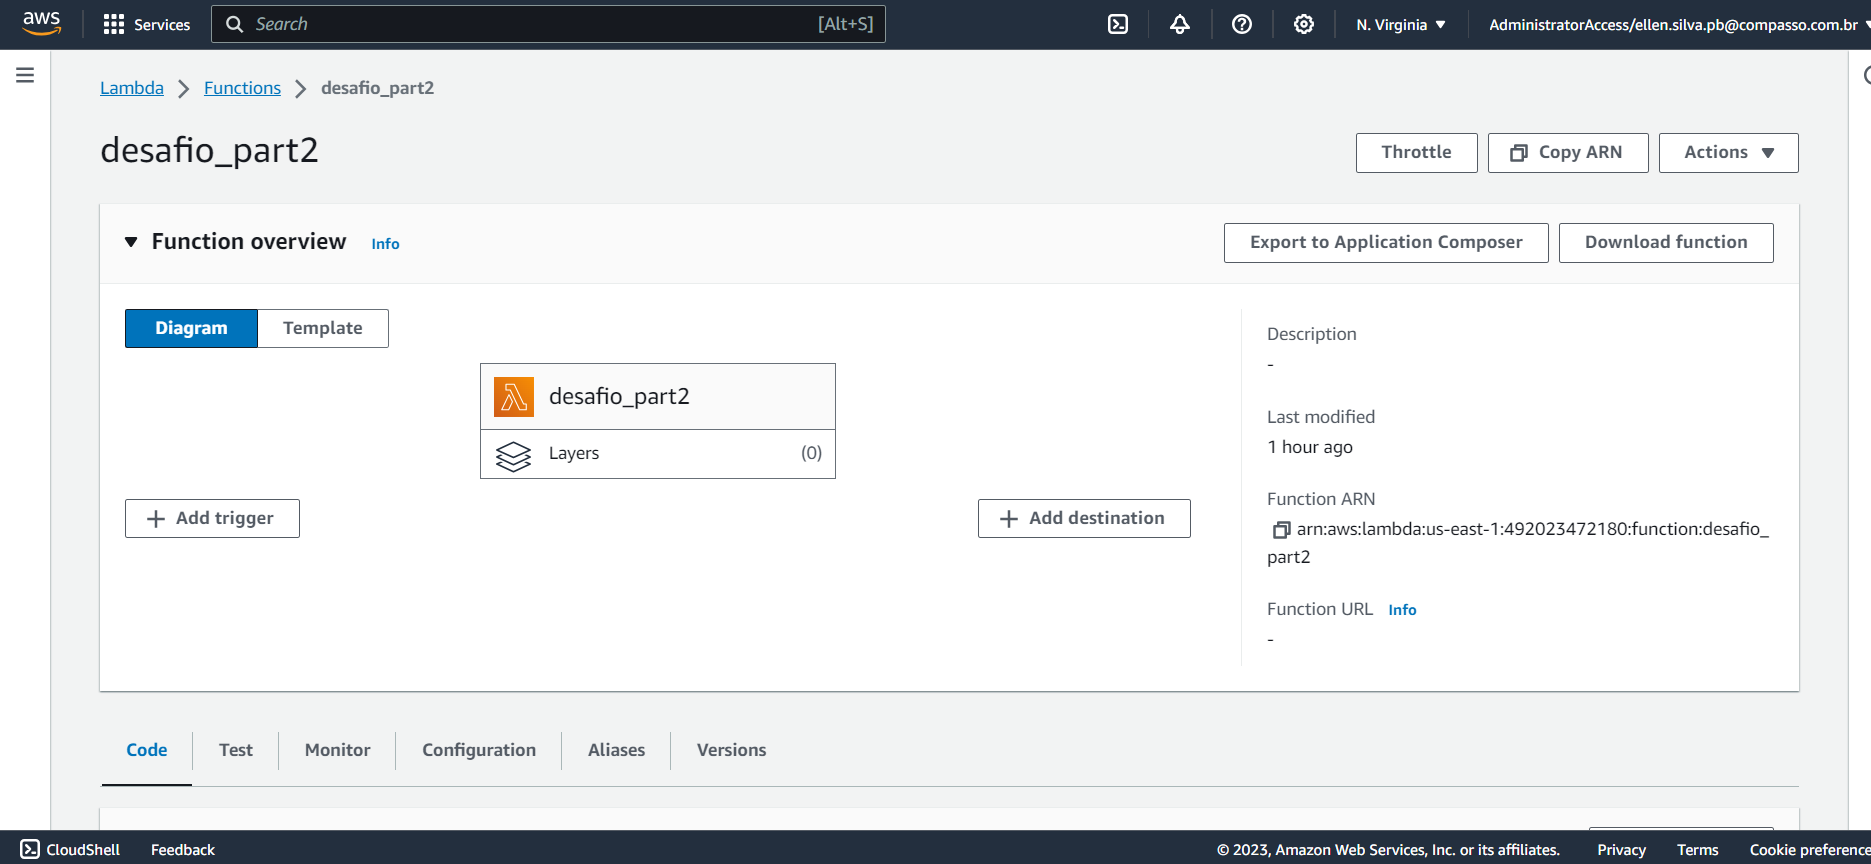 aws Services Search [Alt+S] N. Virginia AdministratorAccess/ellen.silva.pb@compasso.com.br
Lambda Functions desafio_part2
desafio_part2
Throttle Copy ARN Actions
Function overview Info Export to Application Composer Download function
Diagram Template
desafio_part2
Layers (0)
Add trigger Add destination
Description
-
Last modified
1 hour ago
Function ARN
arn:aws:lambda:us-east-1:492023472180:function:desafio_
part2
Function URL Info
-
Code Test Monitor Configuration Aliases Versions
CloudShell Feedback © 2023, Amazon Web Services, Inc. or its affiliates. Privacy Terms Cookie preference